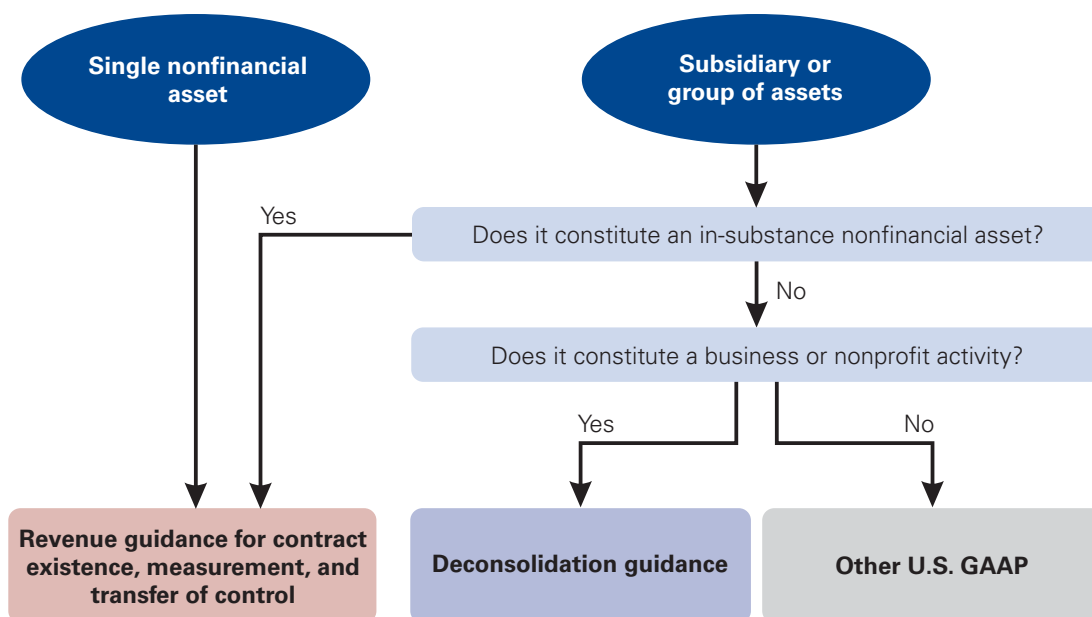 Single nonfinancial
asset
Subsidiary or
group of assets
Yes
Does it constitute an in-substance nonfinancial asset?
No
Does it constitute a business or nonprofit activity?
Yes
No
Revenue guidance for contract
existence, measurement, and
transfer of control
Deconsolidation guidance
Other U.S. GAAP